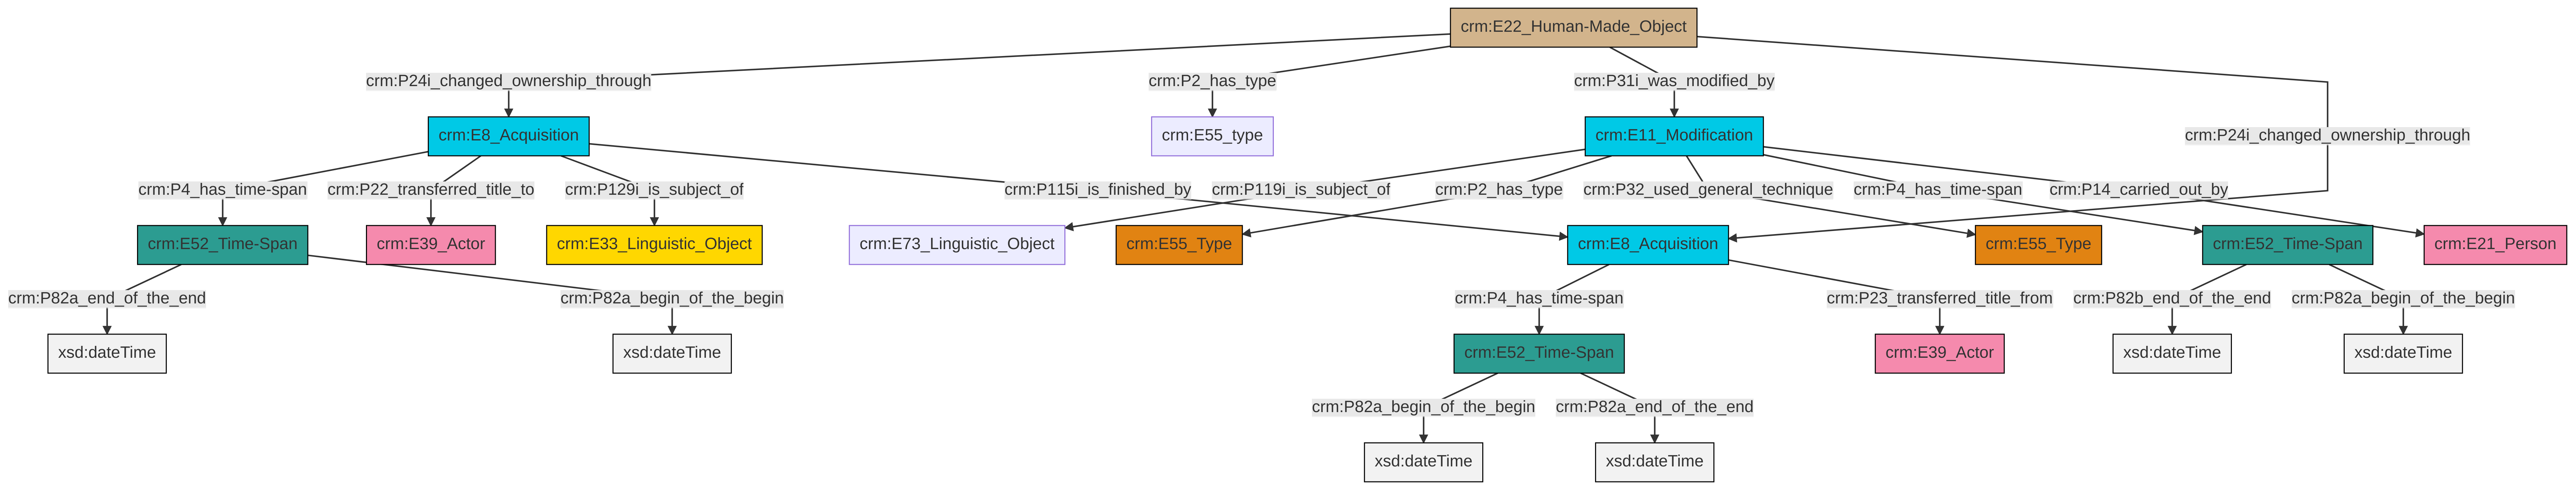 crm:E22_Human-Made_Object
crm:P24i_changed_ownership_through
crm:P2_has_type
crm:P31i_was_modified_by
crm:E8_Acquisition
crm:E55_type
crm:E11_Modification
crm:P24i_changed_ownership_through
crm:P4_has_time-span
crm:P22_transferred_title_to
crm:P129i_is_subject_of
crm:P115i_is_finished_by
crm:P119i_is_subject_of
crm:P2_has_type
crm:P32_used_general_technique
crm:P4_has_time-span
crm:P14_carried_out_by
crm:E52_Time-Span
crm:E39_Actor
crm:E33_Linguistic_Object
crm:E73_Linguistic_Object
crm:E55_Type
crm:E8_Acquisition
crm:E55_Type
crm:E52_Time-Span
crm:E21_Person
crm:P82a_end_of_the_end
crm:P82a_begin_of_the_begin
crm:P4_has_time-span
crm:P23_transferred_title_from
crm:P82b_end_of_the_end
crm:P82a_begin_of_the_begin
xsd:dateTime
xsd:dateTime
crm:E52_Time-Span
crm:E39_Actor
xsd:dateTime
xsd:dateTime
crm:P82a_begin_of_the_begin
crm:P82a_end_of_the_end
xsd:dateTime
xsd:dateTime